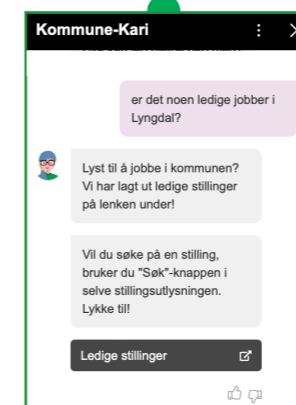 Kommune-Kari
er det noen ledige jobber i
Lyngdal?
Lyst til å jobbe i kommunen?
Vi har lagt ut ledige stillinger
på lenken under!
Vil du søke på en stilling,
bruker du "Søk"-knappen i
selve stillingsutlysningen.
Lykke til!
Ledige stillinger